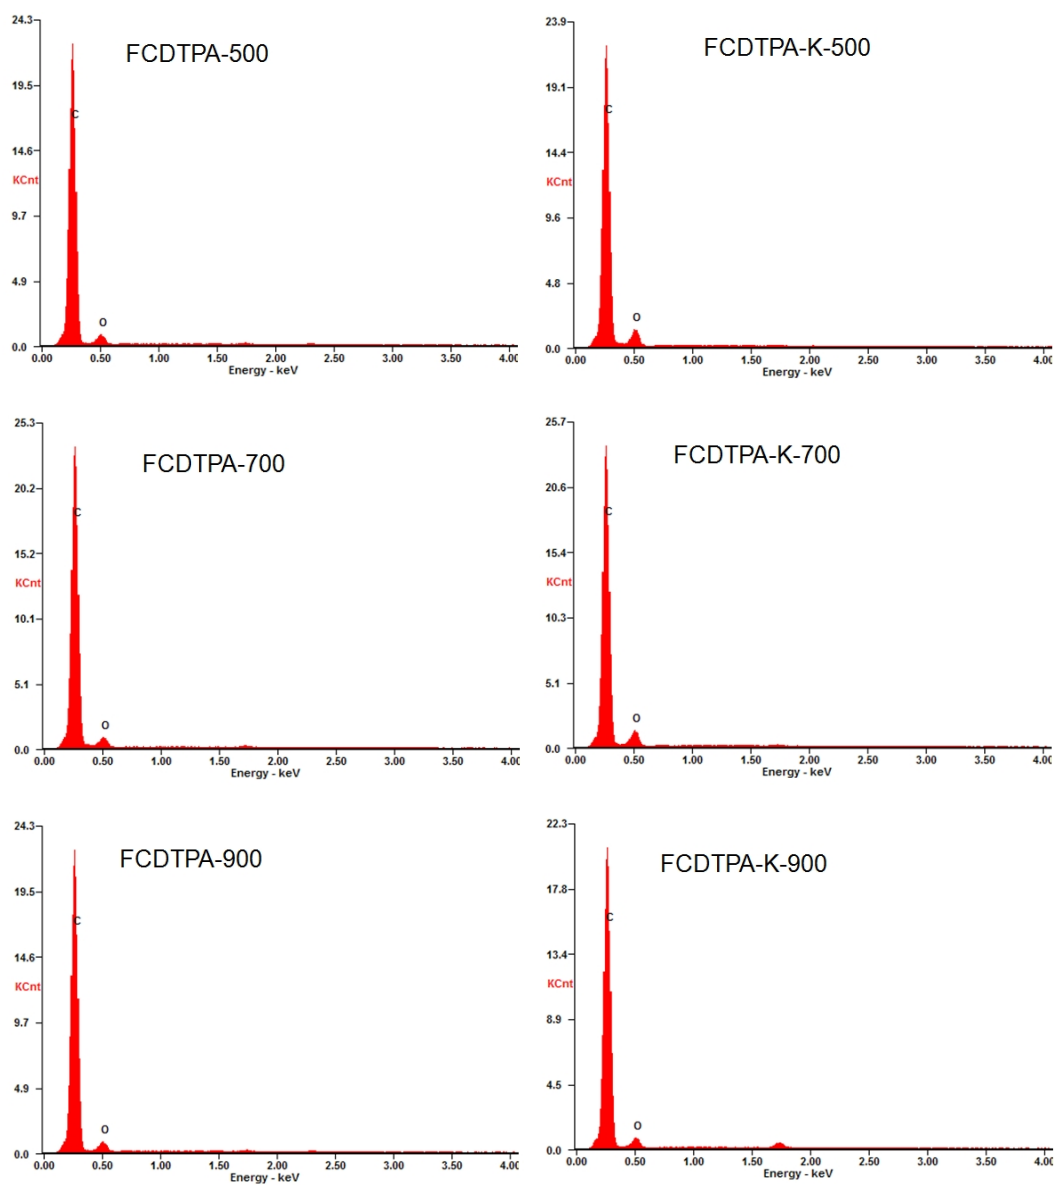 FCDTPA-500
24.3
19.5
14.6
KCnt
9.7
4.9
0.0
C
O
0.00 0.50 1.00 1.50 2.00 2.50 3.00 3.50 4.00
Energy - keV
FCDTPA-K-500
23.9
19.1
14.4
KCnt
9.6
4.8
0.0
C
O
0.00 0.50 1.00 1.50 2.00 2.50 3.00 3.50 4.00
Energy - keV
FCDTPA-700
25.3
20.2
15.2
KCnt
10.1
5.1
0.0
C
O
0.00 0.50 1.00 1.50 2.00 2.50 3.00 3.50 4.00
Energy - keV
FCDTPA-K-700
25.7
20.6
15.4
KCnt
10.3
5.1
0.0
C
O
0.00 0.50 1.00 1.50 2.00 2.50 3.00 3.50 4.00
Energy - keV
FCDTPA-900
24.3
19.5
14.6
KCnt
9.7
4.9
0.0
C
O
0.00 0.50 1.00 1.50 2.00 2.50 3.00 3.50 4.00
Energy - keV
FCDTPA-K-900
22.3
17.8
13.4
KCnt
8.9
4.5
0.0
C
O
0.00 0.50 1.00 1.50 2.00 2.50 3.00 3.50 4.00
Energy - keV